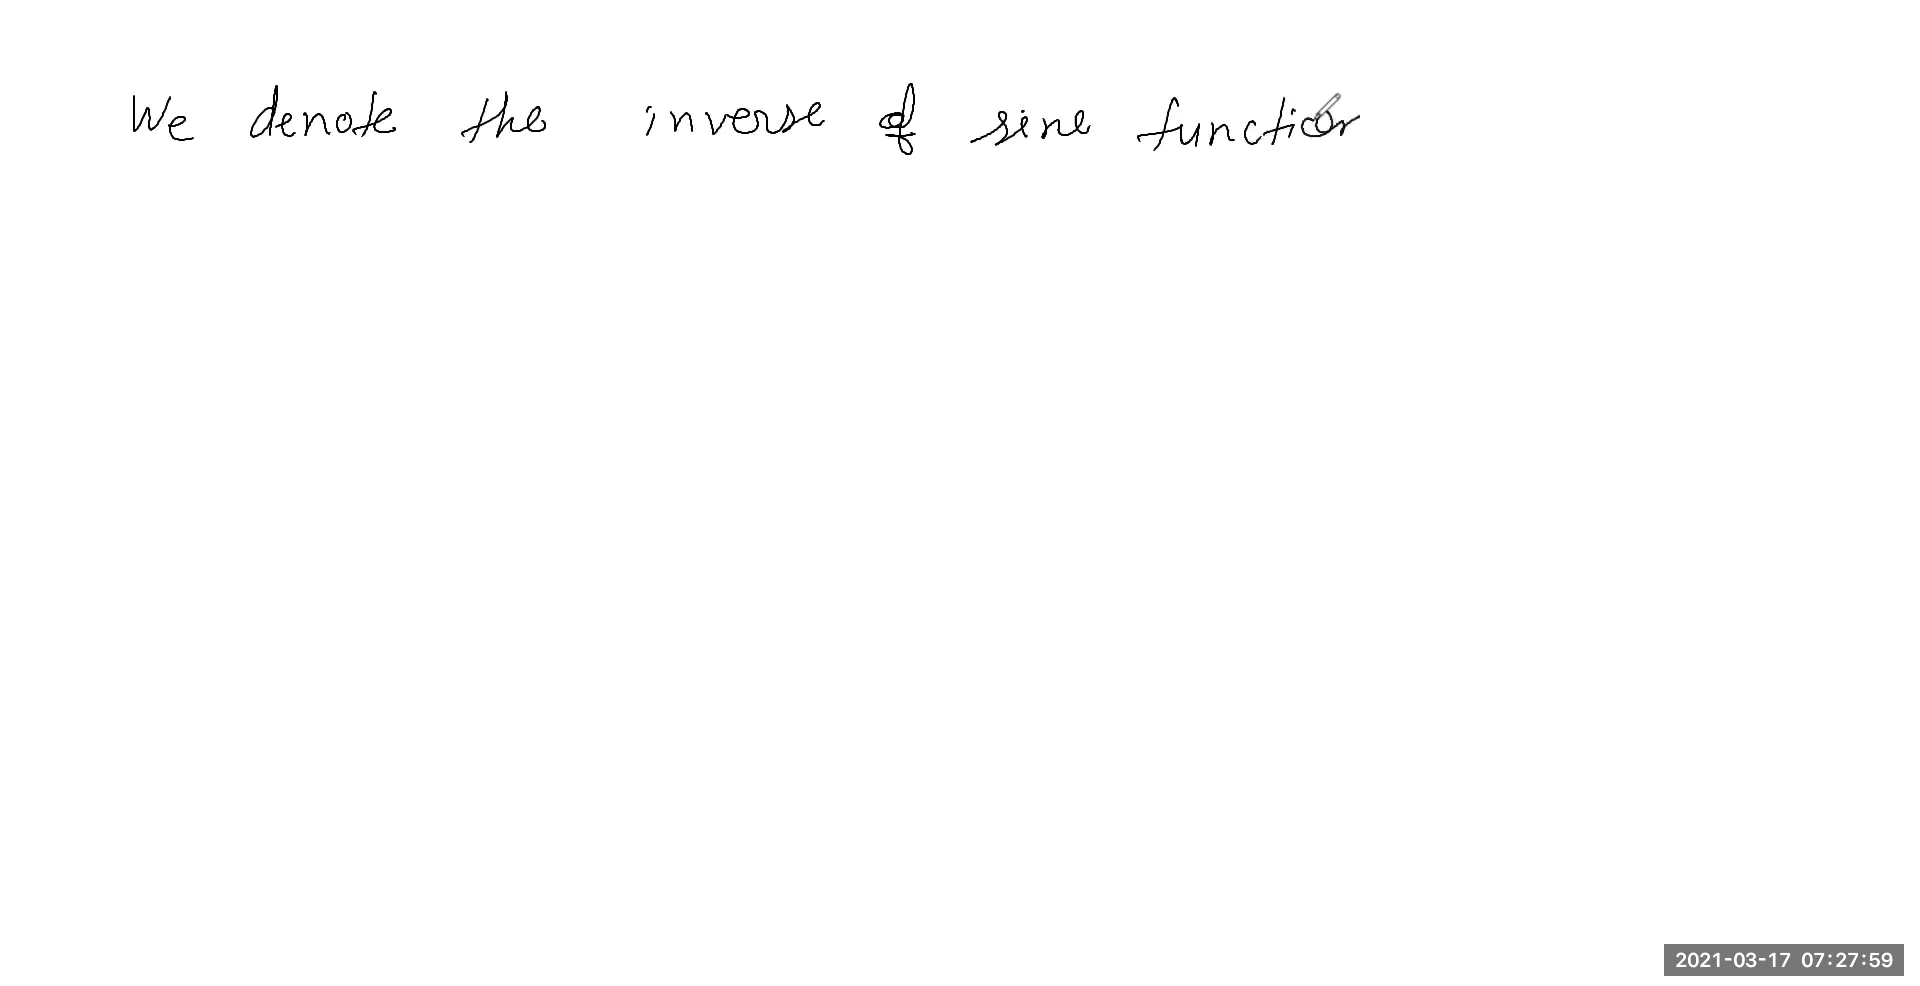 We denote the inverse of sine function
2021-03-17 07:27:59